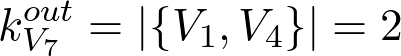 $k_{V_7}^{out} = |\{V_1, V_4\}| = 2$